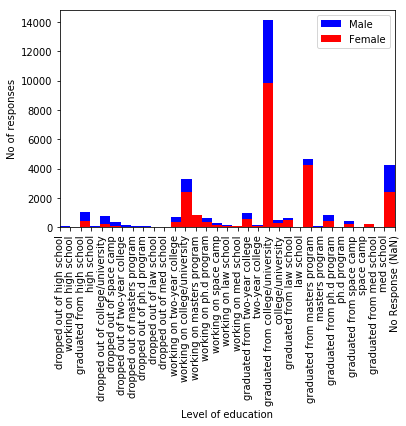 14000
12000
10000
8000
6000
4000
2000
0
No of responses
Male
Female
dropped out of high school
working on high school
graduated from high school
high school
dropped out of college/university
dropped out of space camp
dropped out of two-year college
dropped out of masters program
dropped out of ph.d program
dropped out of law school
dropped out of med school
working on two-year college
working on college/university
working on masters program
working on ph.d program
working on space camp
working on law school
working on med school
graduated from two-year college
two-year college
graduated from college/university
college/university
graduated from law school
law school
graduated from masters program
masters program
graduated from ph.d program
ph.d program
graduated from space camp
space camp
graduated from med school
med school
No Response (NaN)
Level of education